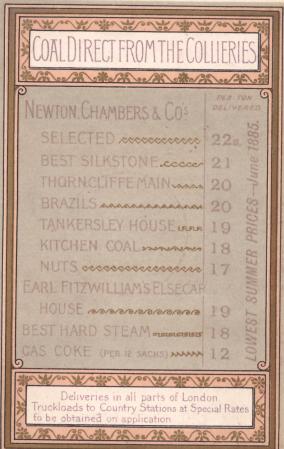 COAL DIRECT FROM THE COLLIERIES
PER TON
DELIVERED
NEWTON, CHAMBERS & Co's
SELECTED 22s.
BEST SILKSTONE 21
THORNCLIFFE MAIN 20
BRAZILS 20
TANKERSLEY HOUSE 19
KITCHEN COAL 18
NUTS 17
EARL FITZWILLIAM'S ELSECAR
HOUSE 19
BEST HARD STEAM 18
GAS COKE (PER 12 SACKS) 12
LOWEST SUMMER PRICES—June 1885.
Deliveries in all parts of London
Truckloads to Country Stations at Special Rates
to be obtained on application